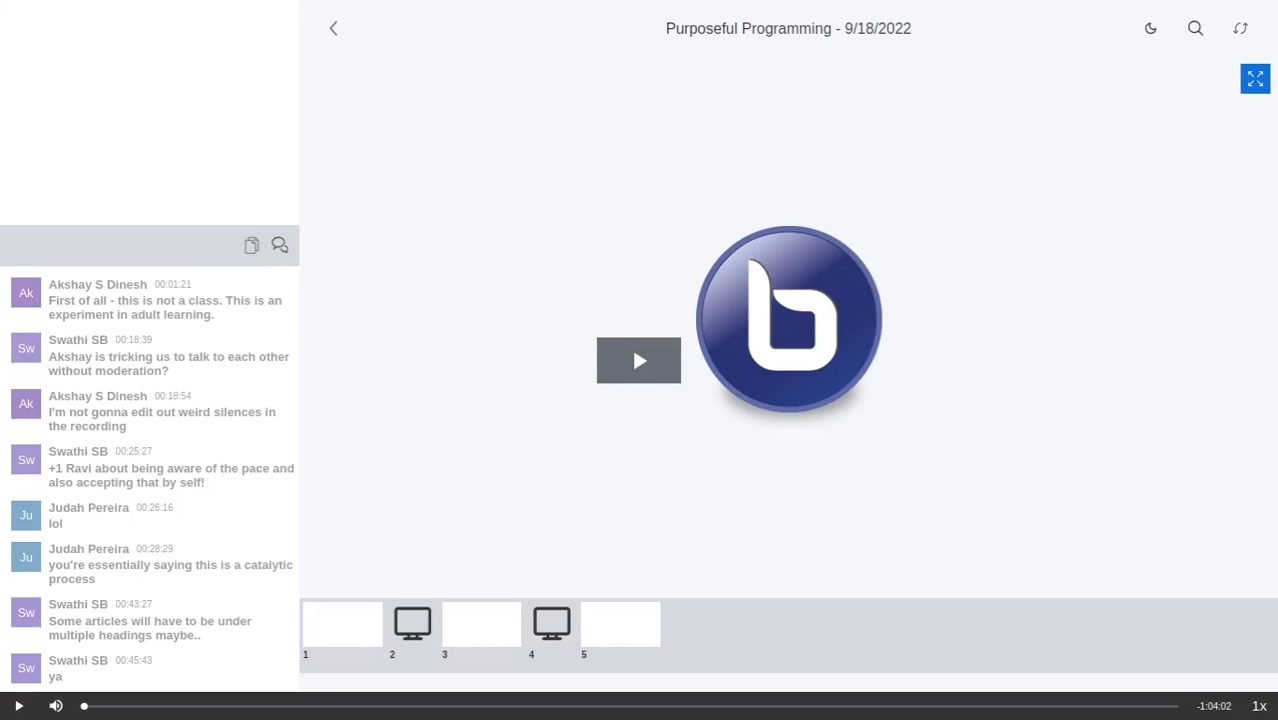 Purposeful Programming - 9/18/2022
Ak
Akshay S Dinesh 00:01:21
First of all - this is not a class. This is an
experiment in adult learning.
Sw
Swathi SB 00:18:39
Akshay is tricking us to talk to each other
without moderation?
Ak
Akshay S Dinesh 00:18:54
I'm not gonna edit out weird silences in
the recording
Sw
Swathi SB 00:25:27
+1 Ravi about being aware of the pace and
also accepting that by self!
Ju
Judah Pereira 00:26:16
lol
Ju
Judah Pereira 00:28:29
you're essentially saying this is a catalytic
process
Sw
Swathi SB 00:43:27
Some articles will have to be under
multiple headings maybe..
Sw
Swathi SB 00:45:43
ya
b
1 2 3 4 5
-1:04:02 1x